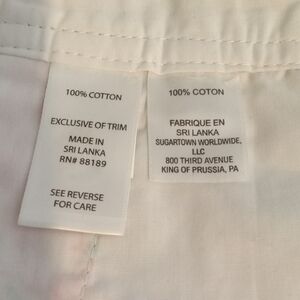 100% COTTON
EXCLUSIVE OF TRIM
MADE IN
SRI LANKA
RN# 88189
SEE REVERSE
FOR CARE
100% COTON
FABRIQUE EN
SRI LANKA
SUGARTOWN WORLDWIDE,
LLC
800 THIRD AVENUE
KING OF PRUSSIA, PA